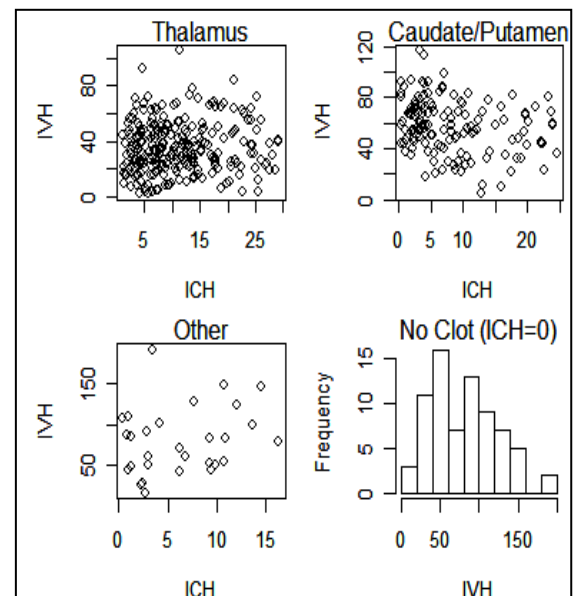 Thalamus
IVH
0 40 80
5 15 25
ICH
Caudate/Putamen
IVH
0 40 80 120
0 5 10 20
ICH
Other
IVH
50 150
0 5 10 15
ICH
No Clot (ICH=0)
Frequency
0 5 10 15
0 50 150
IVH